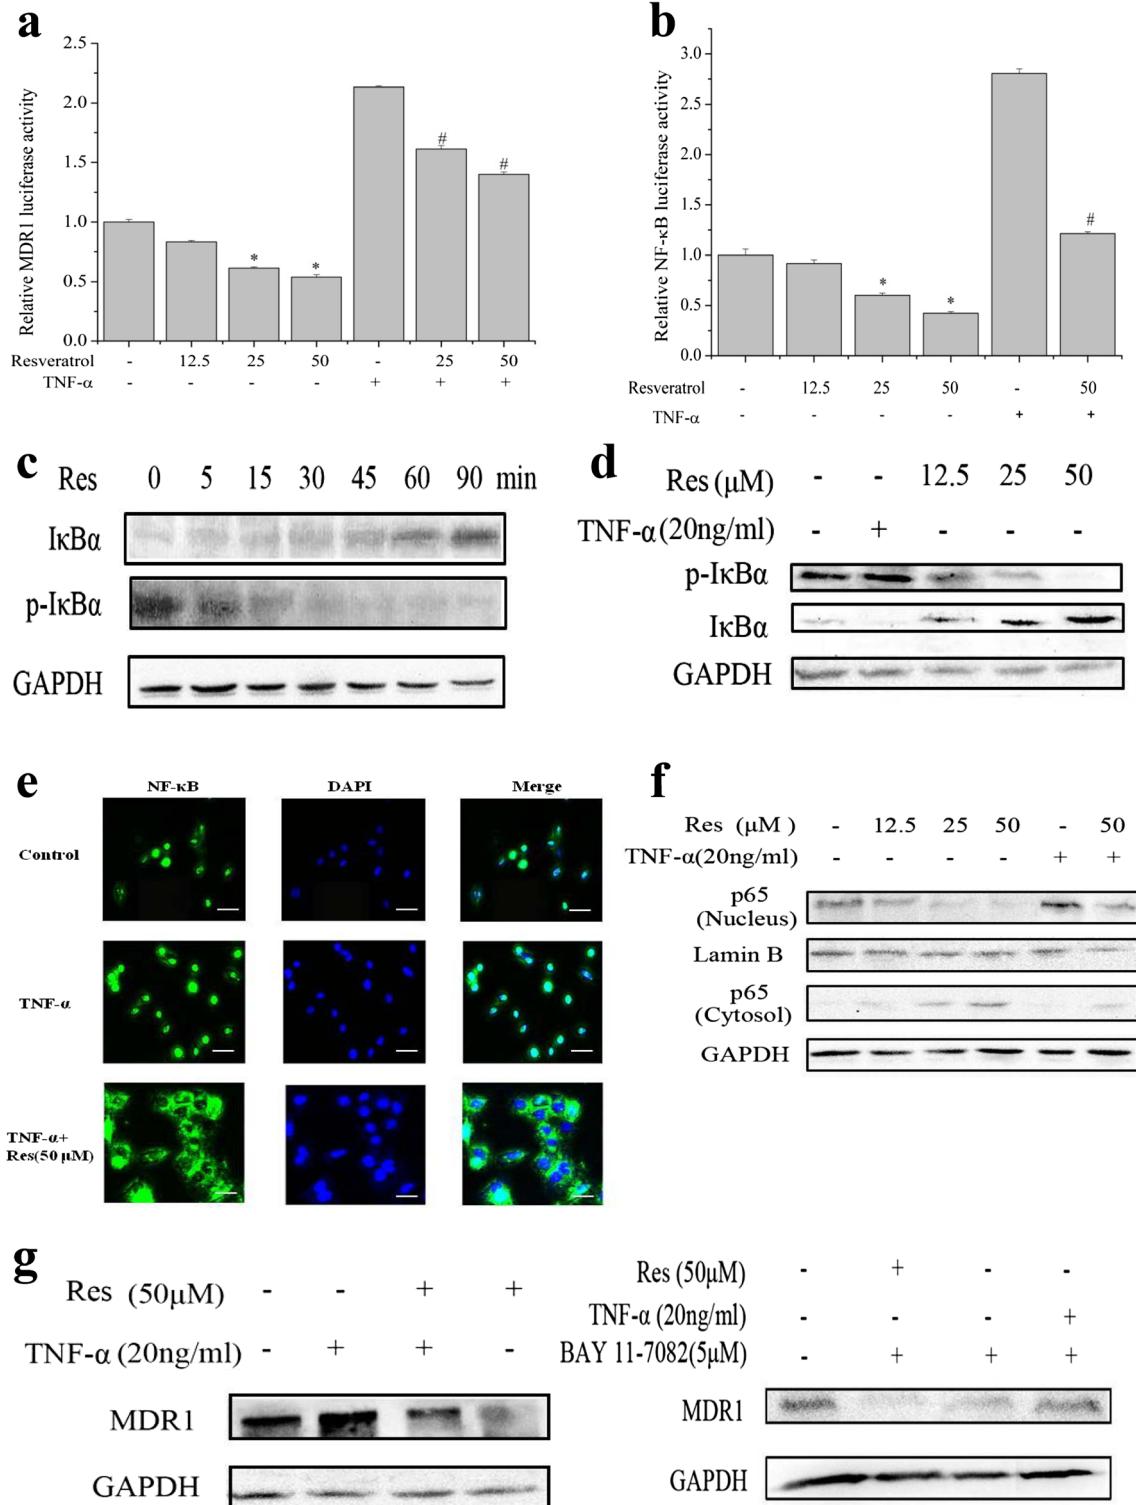 a
Relative MDR1 luciferase activity
2.5
2.0
1.5
1.0
0.5
0.0
* * # #
Resveratrol - 12.5 25 50 - 25 50
TNF-α - - - - + + +
b
Relative NF-κB luciferase activity
3.0
2.5
2.0
1.5
1.0
0.5
0.0
* * #
Resveratrol - 12.5 25 50 - 50
TNF-α - - - - + +
c
Res 0 5 15 30 45 60 90 min
IκBα
p-IκBα
GAPDH
d
Res (μM) - - 12.5 25 50
TNF-α (20ng/ml) - + - - -
p-IκBα
IκBα
GAPDH
e
NF-κB DAPI Merge
Control
TNF-α
TNF-α+
Res(50 μM)
f
Res (μM ) - 12.5 25 50 - 50
TNF-α(20ng/ml) - - - - + +
p65
(Nucleus)
Lamin B
p65
(Cytosol)
GAPDH
g
Res (50μM) - - + +
TNF-α (20ng/ml) - + + -
MDR1
GAPDH
Res (50μM) - + - -
TNF-α (20ng/ml) - - - +
BAY 11-7082(5μM) - + + +
MDR1
GAPDH